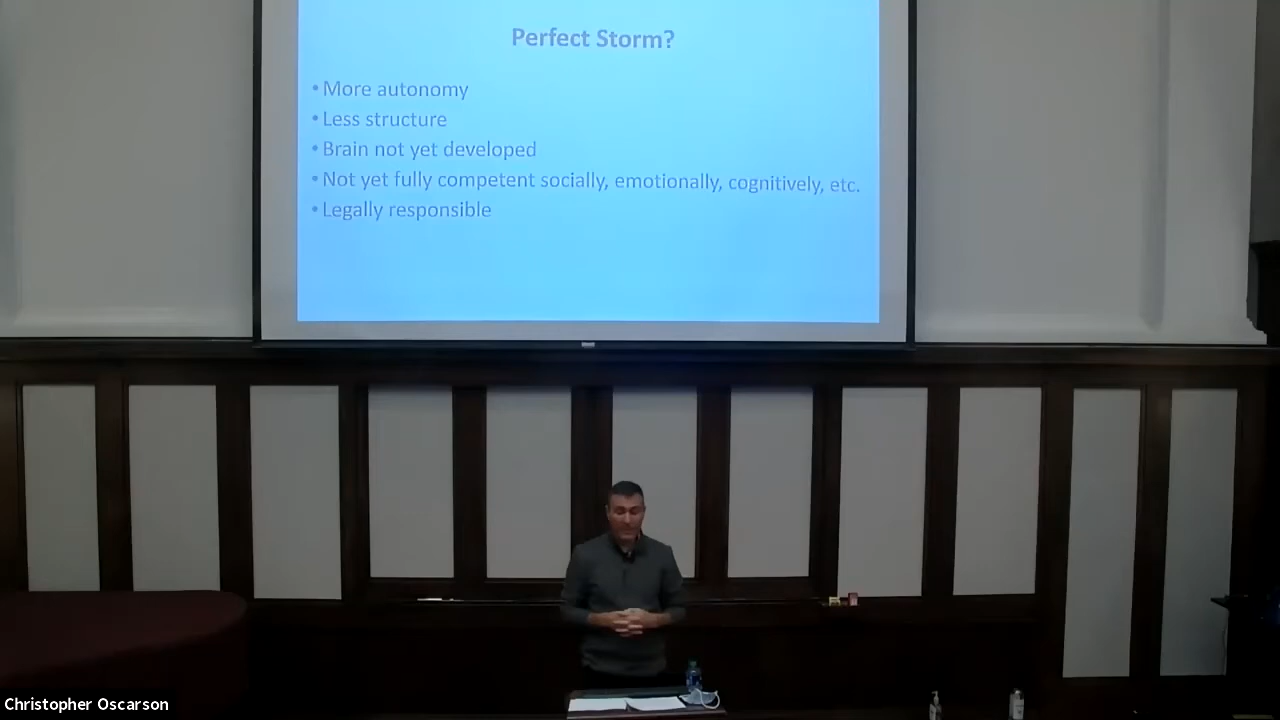 Perfect Storm?
• More autonomy
• Less structure
• Brain not yet developed
• Not yet fully competent socially, emotionally, cognitively, etc.
• Legally responsible
Christopher Oscarson